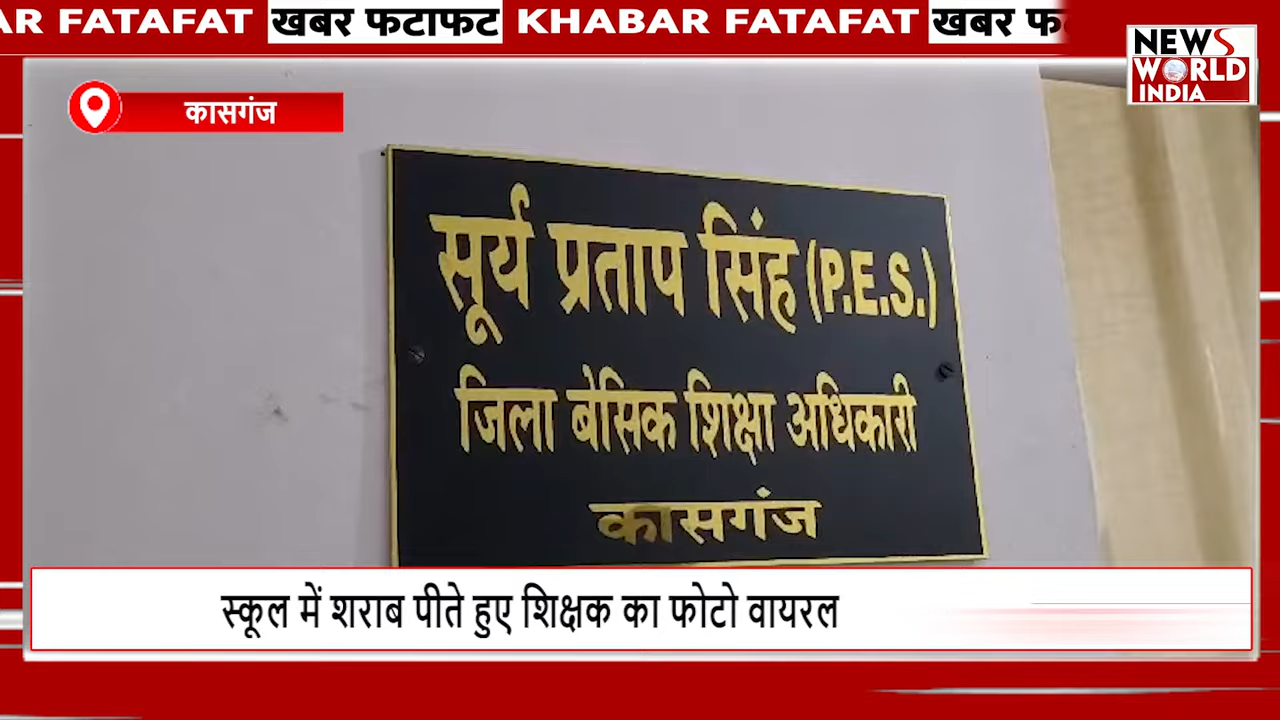 AR FATAFAT खबर फटाफट KHABAR FATAFAT खबर
NEWS
WORLD
INDIA
कासगंज
सूर्य प्रताप सिंह (P.E.S.)
जिला बेसिक शिक्षा अधिकारी
कासगंज
स्कूल में शराब पीते हुए शिक्षक का फोटो वायरल